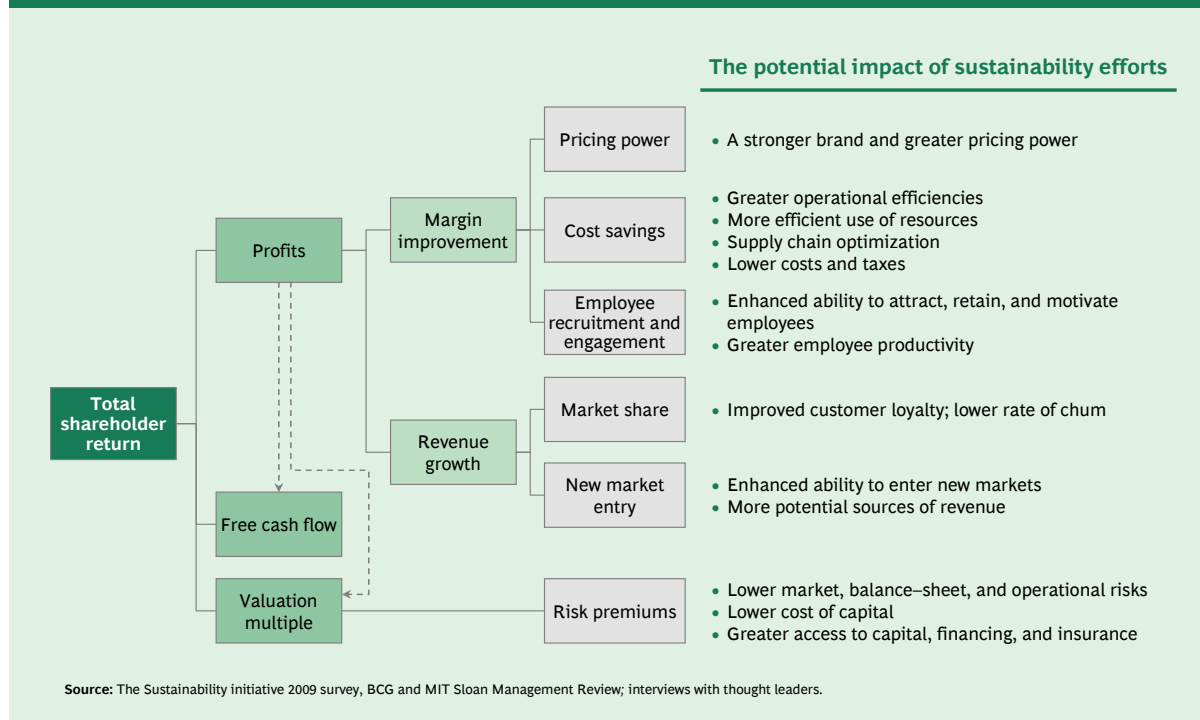 The potential impact of sustainability efforts
Pricing power
• A stronger brand and greater pricing power
Profits
Margin
improvement
Cost savings
• Greater operational efficiencies
• More efficient use of resources
• Supply chain optimization
• Lower costs and taxes
Employee
recruitment and
engagement
• Enhanced ability to attract, retain, and motivate
employees
• Greater employee productivity
Total
shareholder
return
Revenue
growth
Market share
• Improved customer loyalty; lower rate of chum
New market
entry
• Enhanced ability to enter new markets
• More potential sources of revenue
Free cash flow
Valuation
multiple
Risk premiums
• Lower market, balance–sheet, and operational risks
• Lower cost of capital
• Greater access to capital, financing, and insurance
Source: The Sustainability initiative 2009 survey, BCG and MIT Sloan Management Review; interviews with thought leaders.